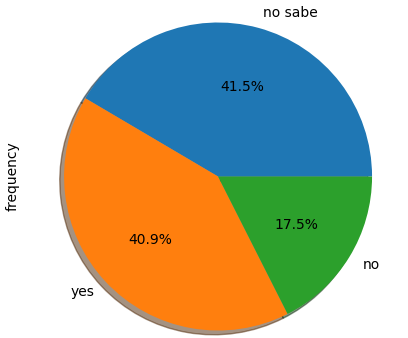 no sabe
41.5%
frequency
40.9%
17.5%
yes
no